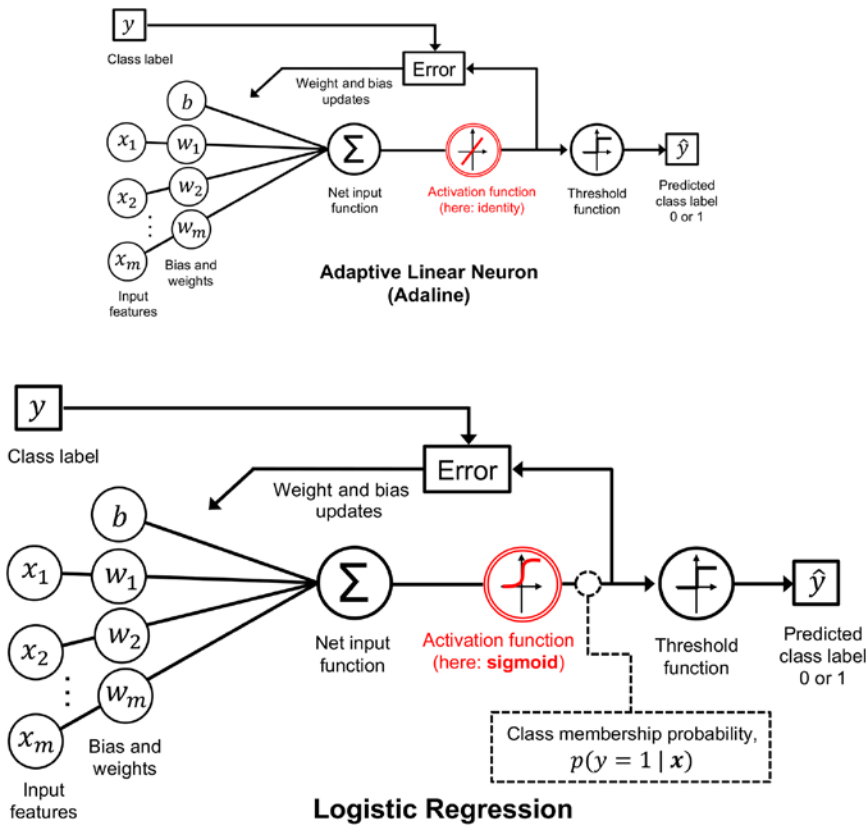 y
Class label
Error
Weight and bias
updates
b
x₁
w₁
x₂
w₂
⋮
wₘ
xₘ
Bias and
weights
Input
features
Σ
Net input
function
Activation function
(here: identity)
Threshold
function
ŷ
Predicted
class label
0 or 1
Adaptive Linear Neuron
(Adaline)
y
Class label
Error
Weight and bias
updates
b
x₁
w₁
x₂
w₂
⋮
wₘ
xₘ
Bias and
weights
Input
features
Σ
Net input
function
Activation function
(here: sigmoid)
Threshold
function
ŷ
Predicted
class label
0 or 1
Class membership probability,
p(y = 1 | x)
Logistic Regression